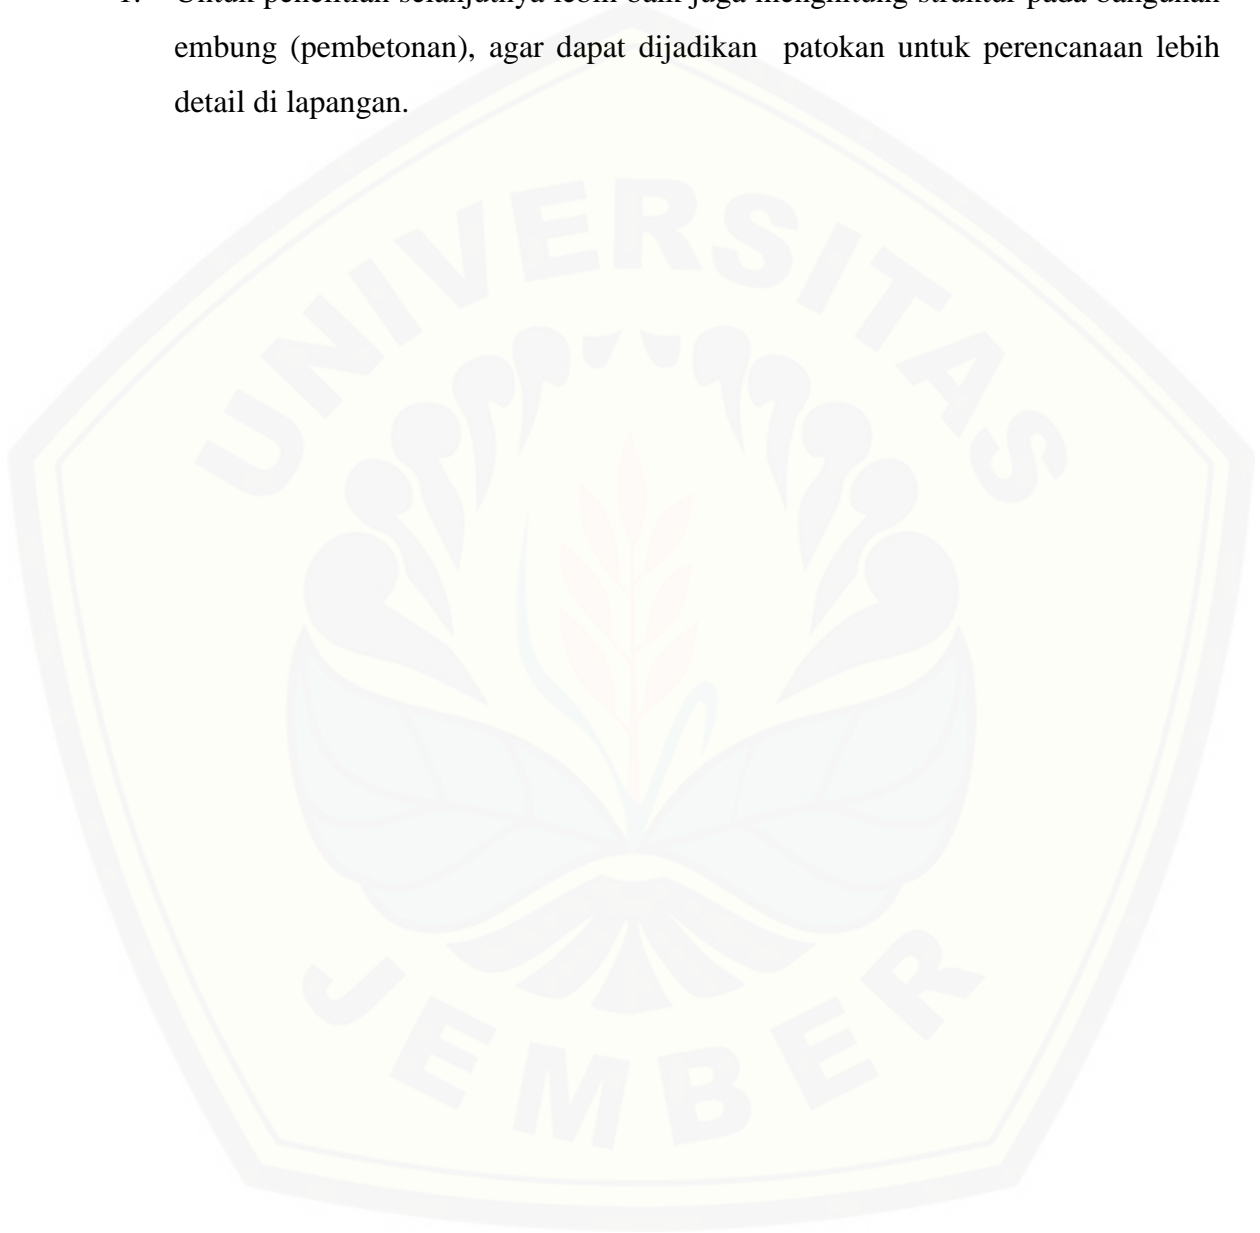 1. Untuk penelitian selanjutnya lebih baik juga menghitung struktur pada bangunan
embung (pembetonan), agar dapat dijadikan patokan untuk perencanaan lebih
detail di lapangan.
UNIVERSITAS
JEMBER